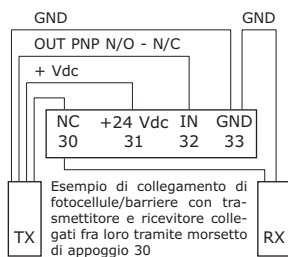 GND GND
OUT PNP N/O - N/C
+ Vdc
NC +24 Vdc IN GND
30 31 32 33
Esempio di collegamento di
fotocellule/barriere con tra-
smettitore e ricevitore colle-
gati fra loro tramite morsetto
di appoggio 30
TX RX